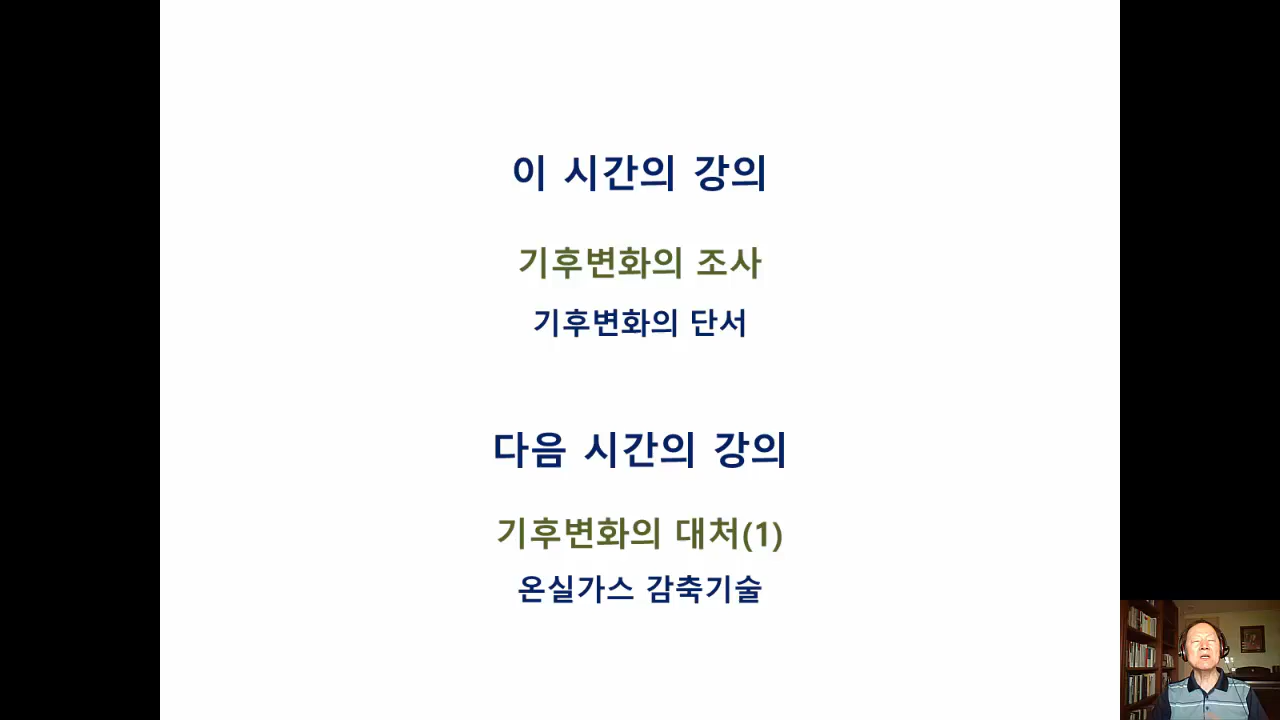 이 시간의 강의
기후변화의 조사
기후변화의 단서
다음 시간의 강의
기후변화의 대처(1)
온실가스 감축기술